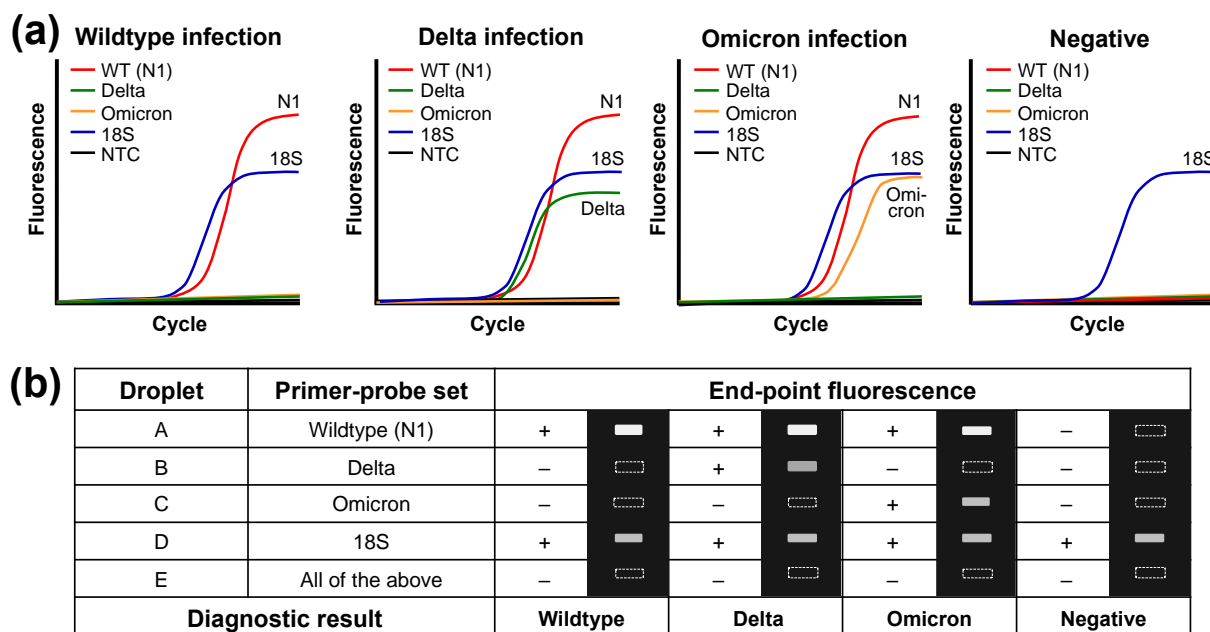 (a)
Wildtype infection
Fluorescence
WT (N1)
Delta
Omicron
18S
NTC
N1
18S
Cycle
Delta infection
Fluorescence
WT (N1)
Delta
Omicron
18S
NTC
N1
18S
Delta
Cycle
Omicron infection
Fluorescence
WT (N1)
Delta
Omicron
18S
NTC
N1
18S
Omi-
cron
Cycle
Negative
Fluorescence
WT (N1)
Delta
Omicron
18S
NTC
18S
Cycle
(b)
Droplet Primer-probe set End-point fluorescence
A Wildtype (N1) + + + –
B Delta – + – –
C Omicron – – + –
D 18S + + + +
E All of the above – – – –
Diagnostic result Wildtype Delta Omicron Negative